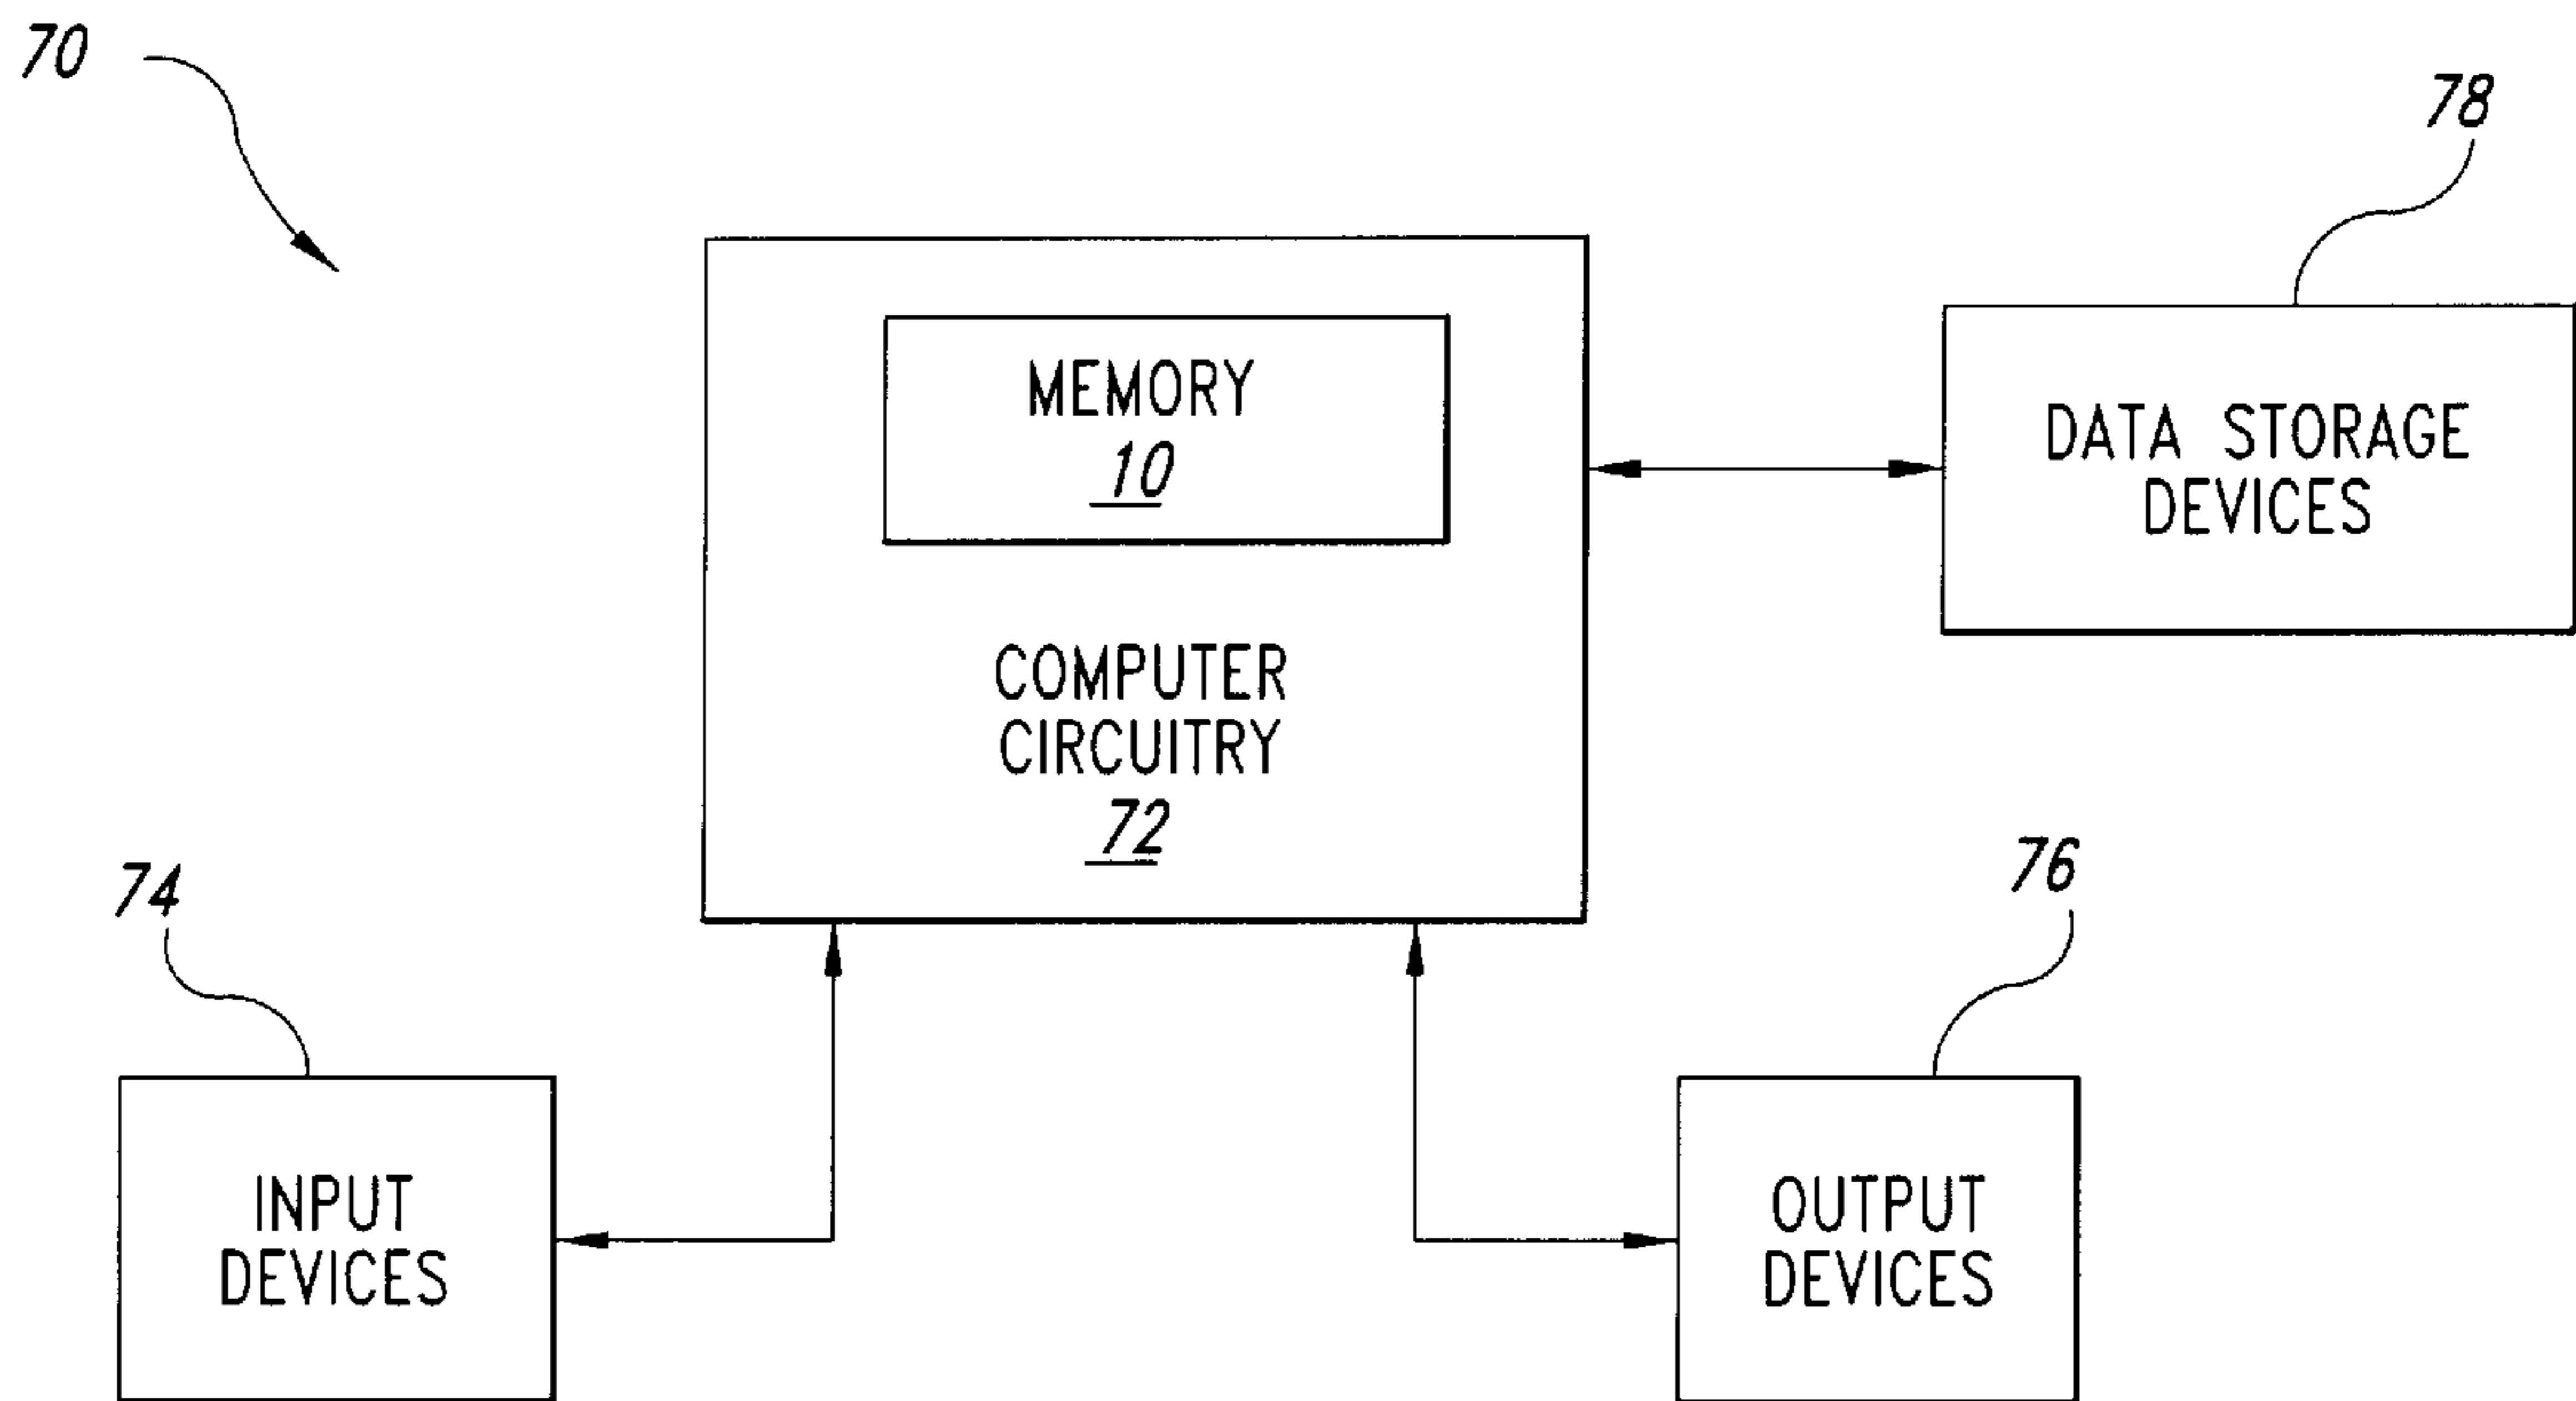 70
78
MEMORY
10
DATA STORAGE
DEVICES
COMPUTER
CIRCUITRY
72
74
76
INPUT
DEVICES
OUTPUT
DEVICES